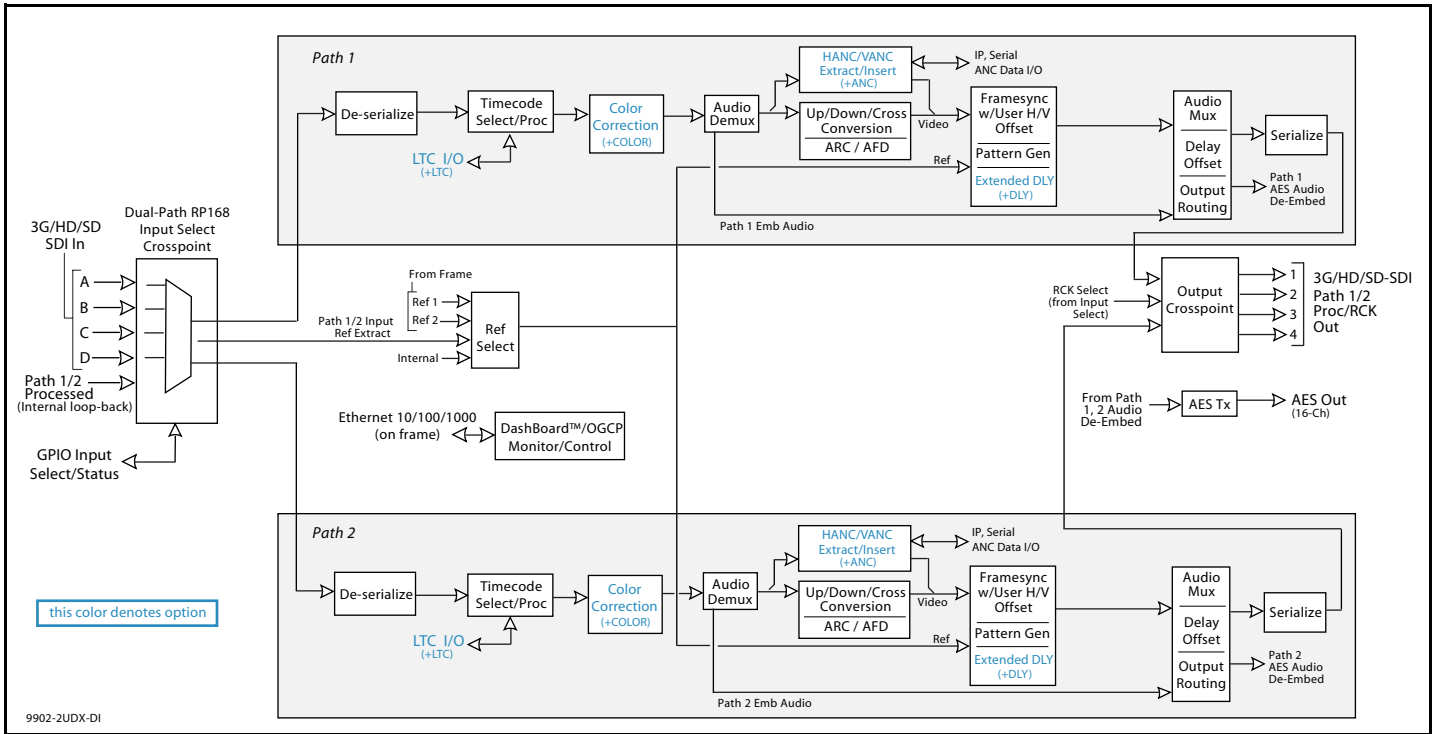 Path 1
De-serialize
Timecode
Select/Proc
LTC I/O
(+LTC)
Color
Correction
(+COLOR)
Audio
Demux
HANC/VANC
Extract/Insert
(+ANC)
IP, Serial
ANC Data I/O
Up/Down/Cross
Conversion
ARC / AFD
Video
Ref
Framesync
w/User H/V
Offset
Pattern Gen
Extended DLY
(+DLY)
Audio
Mux
Delay
Offset
Output
Routing
Serialize
Path 1
AES Audio
De-Embed
Path 1 Emb Audio
3G/HD/SD
SDI In
A
B
C
D
Path 1/2
Processed
(Internal loop-back)
GPIO Input
Select/Status
Dual-Path RP168
Input Select
Crosspoint
From Frame
Ref 1
Ref 2
Path 1/2 Input
Ref Extract
Internal
Ref
Select
Ethernet 10/100/1000
(on frame)
DashBoard™/OGCP
Monitor/Control
RCK Select
(from Input
Select)
Output
Crosspoint
1
2
3
4
3G/HD/SD-SDI
Path 1/2
Proc/RCK
Out
From Path
1, 2 Audio
De-Embed
AES Tx
AES Out
(16-Ch)
Path 2
De-serialize
Timecode
Select/Proc
LTC I/O
(+LTC)
Color
Correction
(+COLOR)
Audio
Demux
HANC/VANC
Extract/Insert
(+ANC)
IP, Serial
ANC Data I/O
Up/Down/Cross
Conversion
ARC / AFD
Video
Ref
Framesync
w/User H/V
Offset
Pattern Gen
Extended DLY
(+DLY)
Audio
Mux
Delay
Offset
Output
Routing
Serialize
Path 2
AES Audio
De-Embed
Path 2 Emb Audio
this color denotes option
9902-2UDX-DI